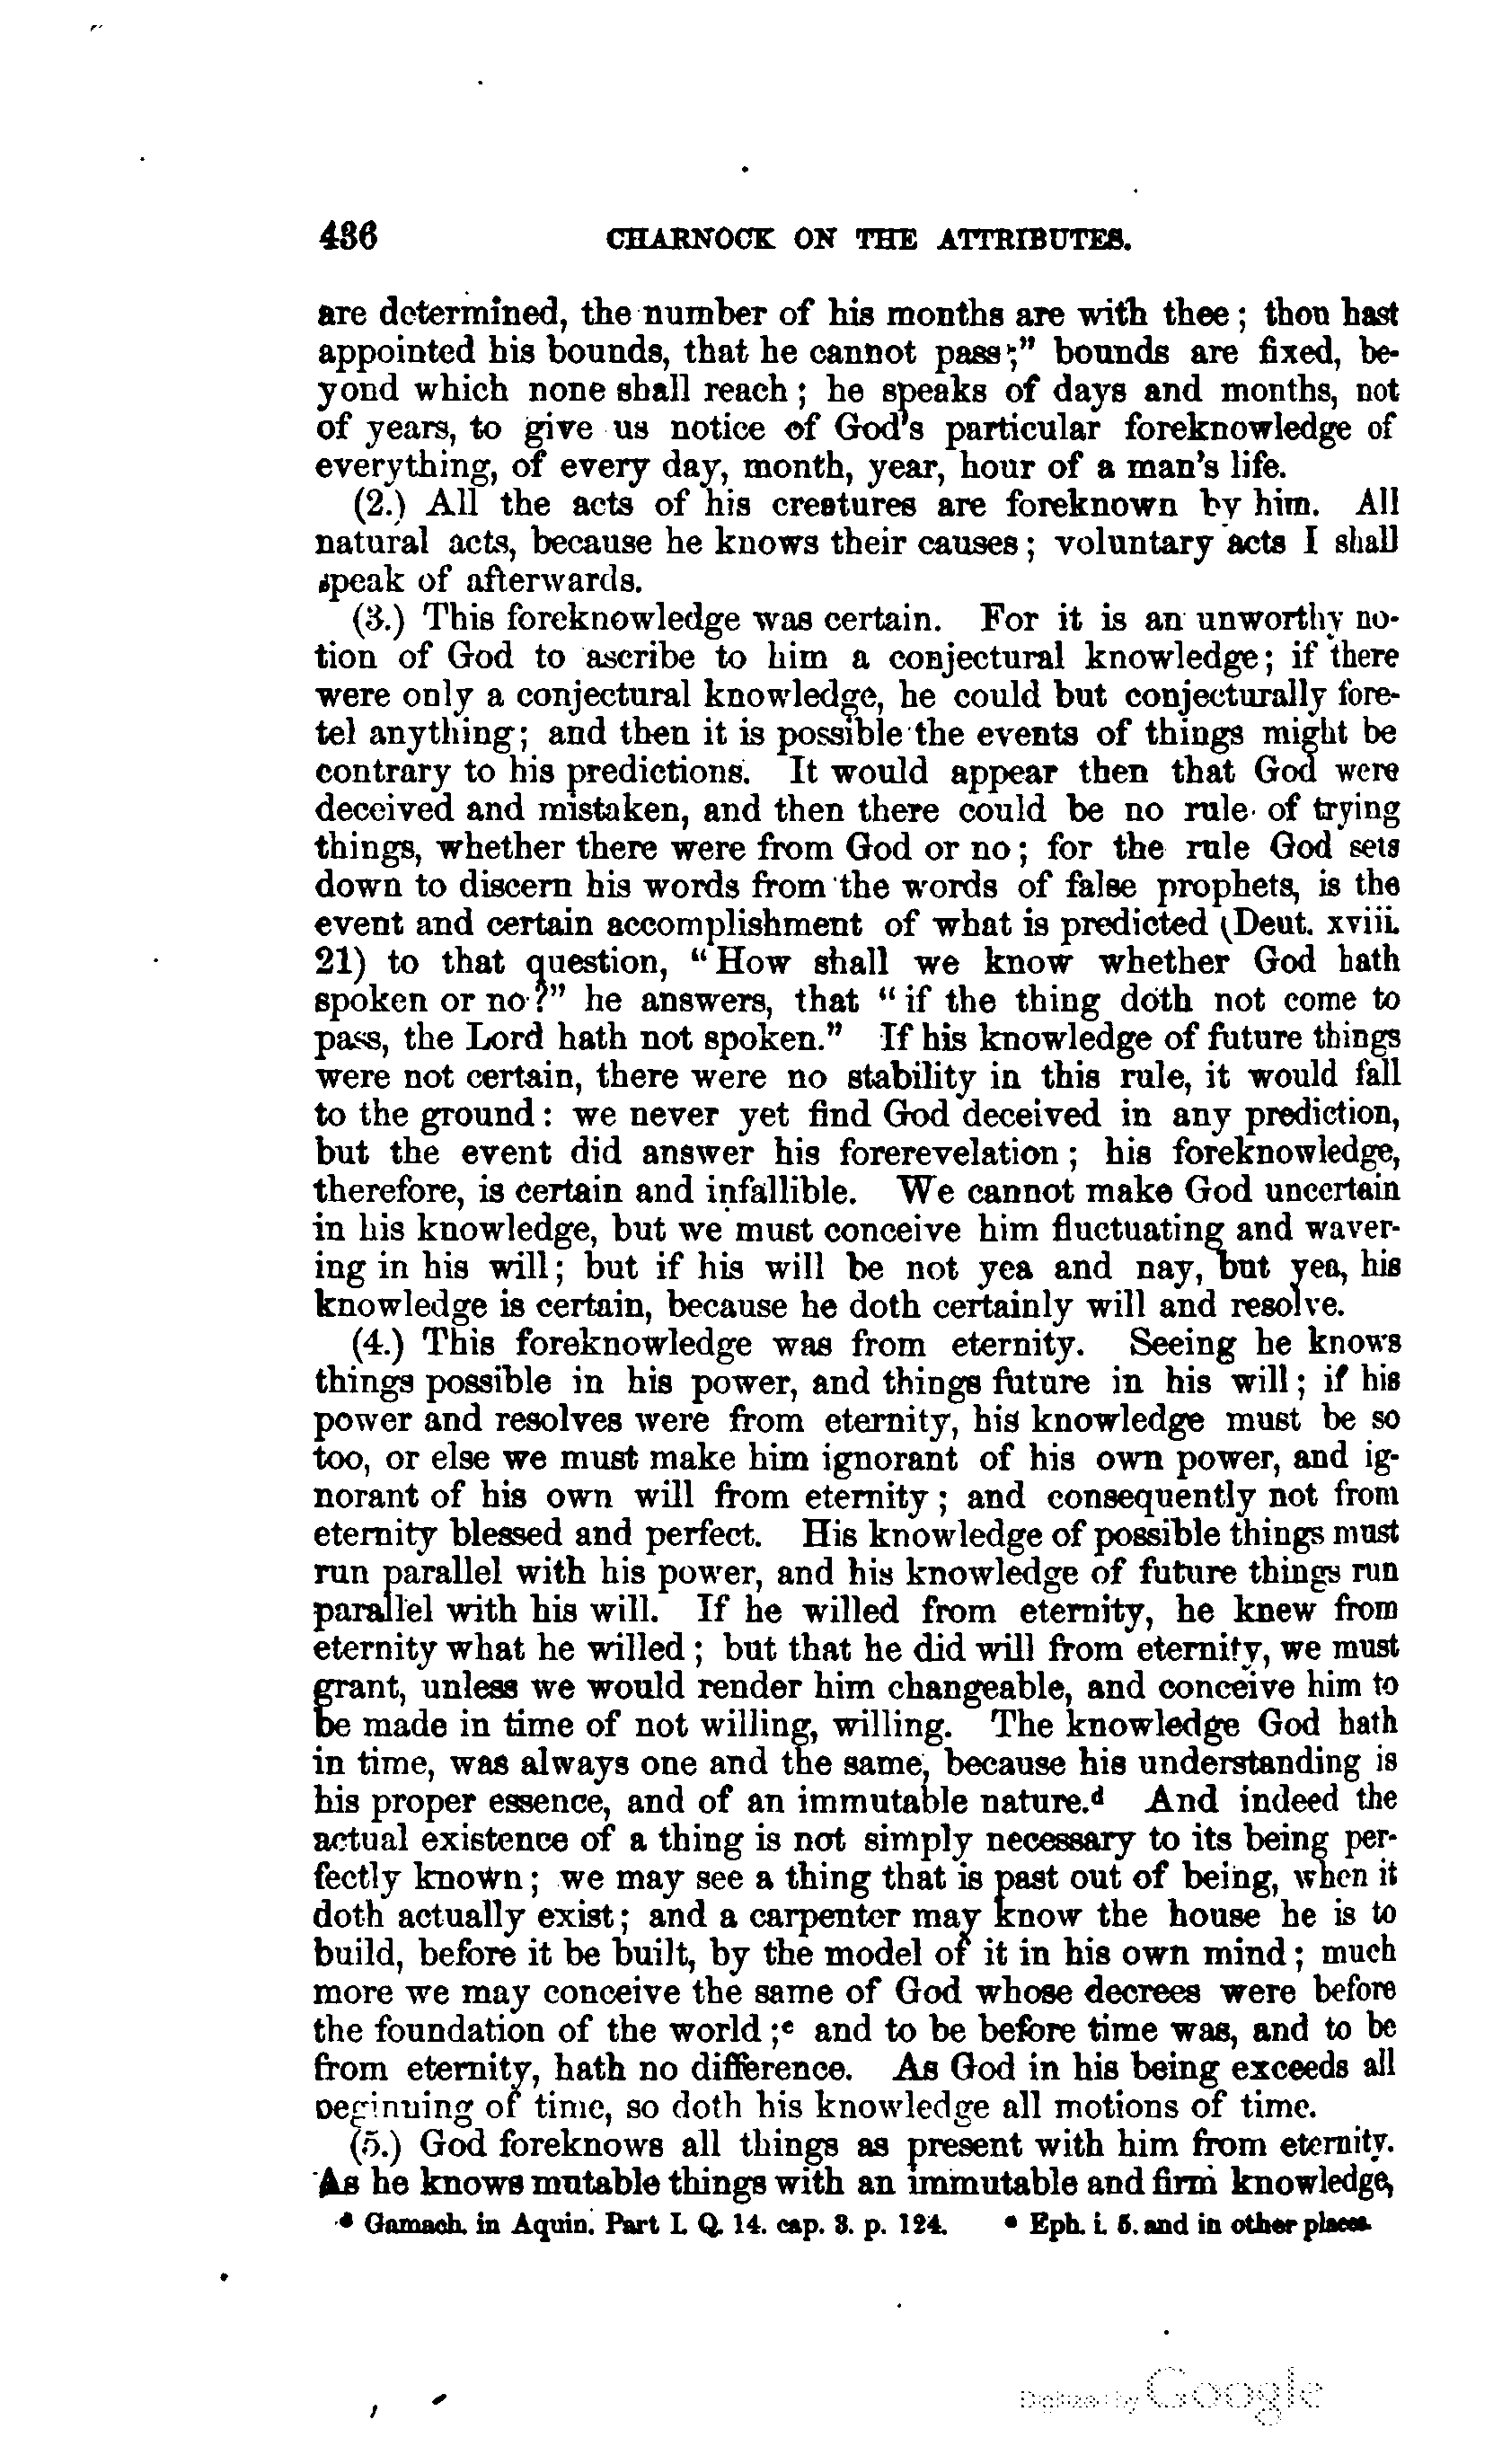 436 CHARNOCK ON THE ATTRIBUTES.
are determined, the number of his months are with thee; thou hast
appointed his bounds, that he cannot pass;" bounds are fixed, be-
yond which none shall reach; he speaks of days and months, not
of years, to give us notice of God's particular foreknowledge of
everything, of every day, month, year, hour of a man's life.
(2.) All the acts of his creatures are foreknown by him. All
natural acts, because he knows their causes; voluntary acts I shall
speak of afterwards.
(3.) This foreknowledge was certain. For it is an unworthy no-
tion of God to ascribe to him a conjectural knowledge; if there
were only a conjectural knowledge, he could but conjecturally fore-
tel anything; and then it is possible the events of things might be
contrary to his predictions. It would appear then that God were
deceived and mistaken, and then there could be no rule of trying
things, whether there were from God or no; for the rule God sets
down to discern his words from the words of false prophets, is the
event and certain accomplishment of what is predicted (Deut. xviii.
21) to that question, "How shall we know whether God hath
spoken or no?" he answers, that "if the thing doth not come to
pass, the Lord hath not spoken." If his knowledge of future things
were not certain, there were no stability in this rule, it would fall
to the ground: we never yet find God deceived in any prediction,
but the event did answer his forerevelation; his foreknowledge,
therefore, is certain and infallible. We cannot make God uncertain
in his knowledge, but we must conceive him fluctuating and waver-
ing in his will; but if his will be not yea and nay, but yea, his
knowledge is certain, because he doth certainly will and resolve.
(4.) This foreknowledge was from eternity. Seeing he knows
things possible in his power, and things future in his will; if his
power and resolves were from eternity, his knowledge must be so
too, or else we must make him ignorant of his own power, and ig-
norant of his own will from eternity; and consequently not from
eternity blessed and perfect. His knowledge of possible things must
run parallel with his power, and his knowledge of future things run
parallel with his will. If he willed from eternity, he knew from
eternity what he willed; but that he did will from eternity, we must
grant, unless we would render him changeable, and conceive him to
be made in time of not willing, willing. The knowledge God hath
in time, was always one and the same, because his understanding is
his proper essence, and of an immutable nature.d And indeed the
actual existence of a thing is not simply necessary to its being per-
fectly known; we may see a thing that is past out of being, when it
doth actually exist; and a carpenter may know the house he is to
build, before it be built, by the model of it in his own mind; much
more we may conceive the same of God whose decrees were before
the foundation of the world;e and to be before time was, and to be
from eternity, hath no difference. As God in his being exceeds all
beginning of time, so doth his knowledge all motions of time.
(5.) God foreknows all things as present with him from eternity.
As he knows mutable things with an immutable and firm knowledge,
d Gamach. in Aquin. Part I. Q. 14. cap. 3. p. 124. e Eph. i. 5. and in other places.
Digitized by Google